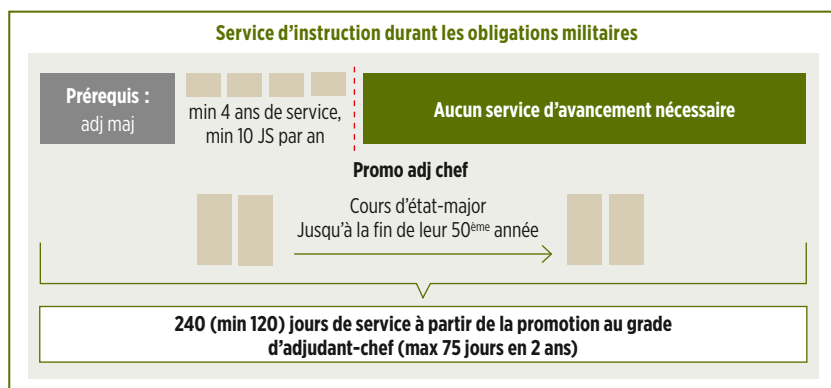 Service d'instruction durant les obligations militaires
Prérequis :
adj maj
min 4 ans de service,
min 10 JS par an
Aucun service d'avancement nécessaire
Promo adj chef
Cours d'état-major
Jusqu'à la fin de leur 50ème année
240 (min 120) jours de service à partir de la promotion au grade
d'adjudant-chef (max 75 jours en 2 ans)